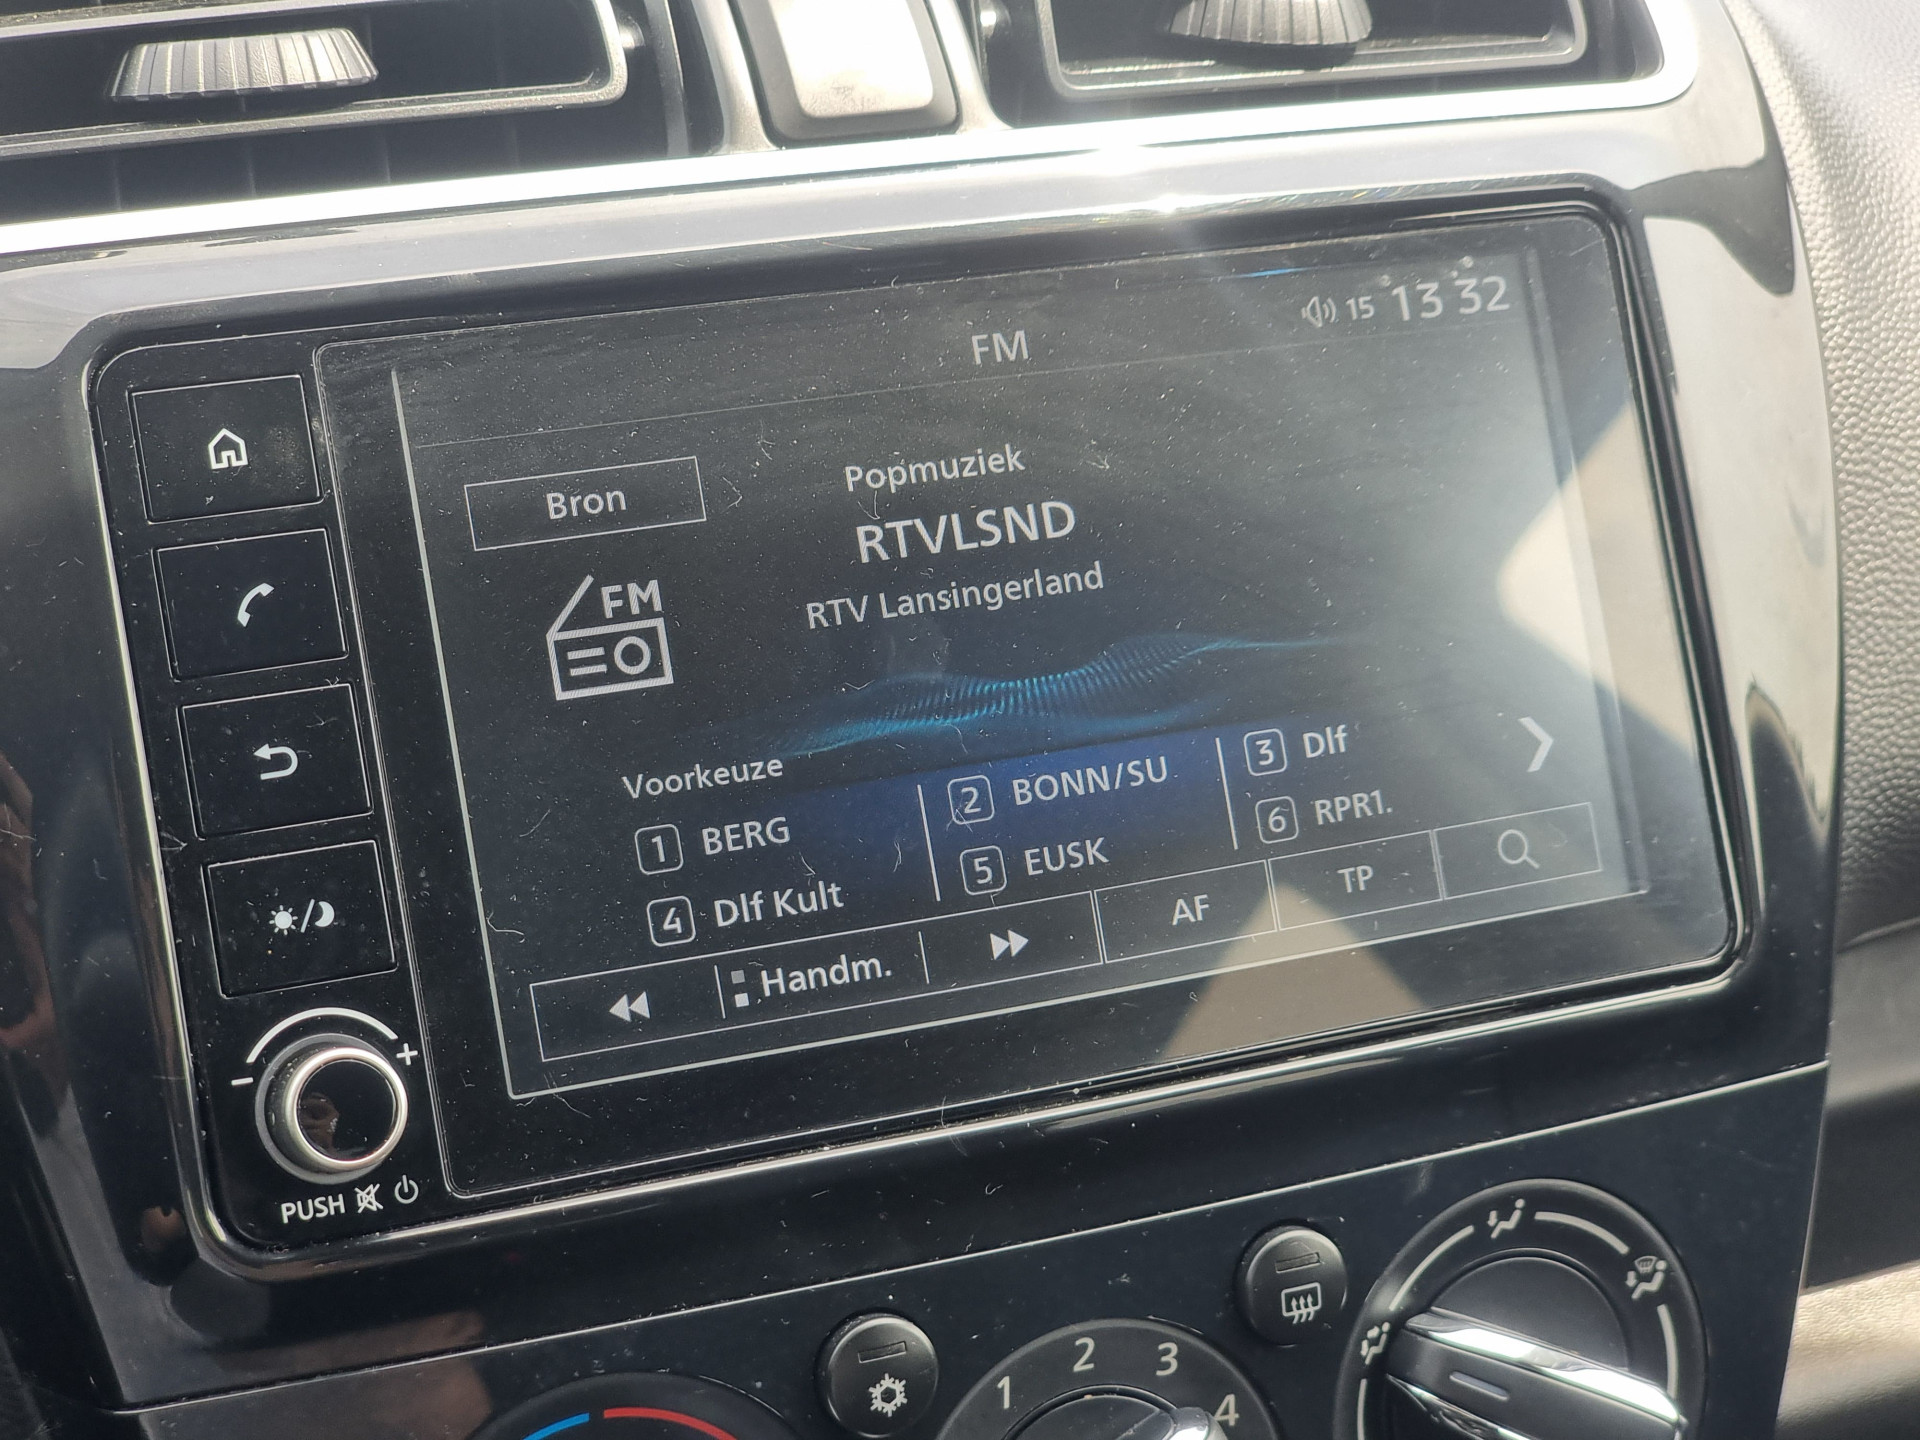 15 13 32
FM
Bron
Popmuziek
RTVLSND
FM
RTV Lansingerland
Voorkeuze
1 BERG
2 BONN/SU
3 Dlf
4 Dlf Kult
5 EUSK
6 RPR1.
Handm.
AF
TP
- +
PUSH
1 2 3 4